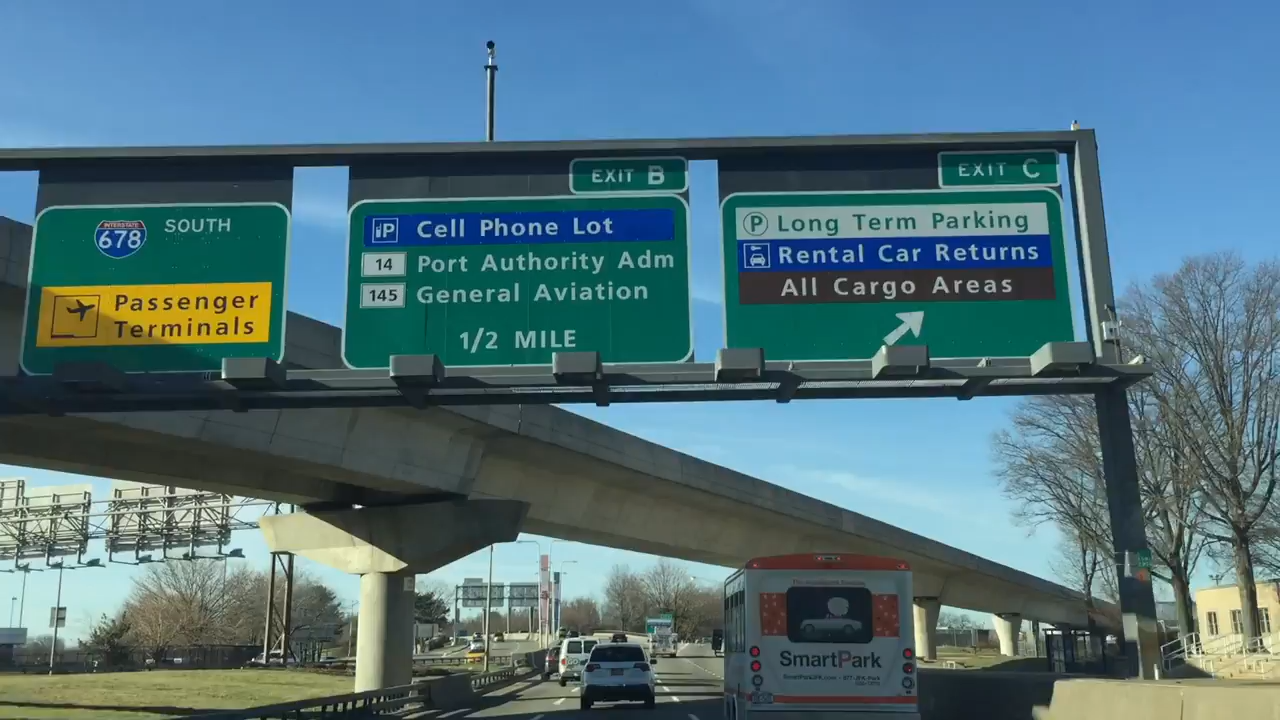 INTERSTATE
678
SOUTH
Passenger
Terminals
EXIT B
P Cell Phone Lot
14 Port Authority Adm
145 General Aviation
1/2 MILE
EXIT C
P Long Term Parking
Rental Car Returns
All Cargo Areas
SmartPark